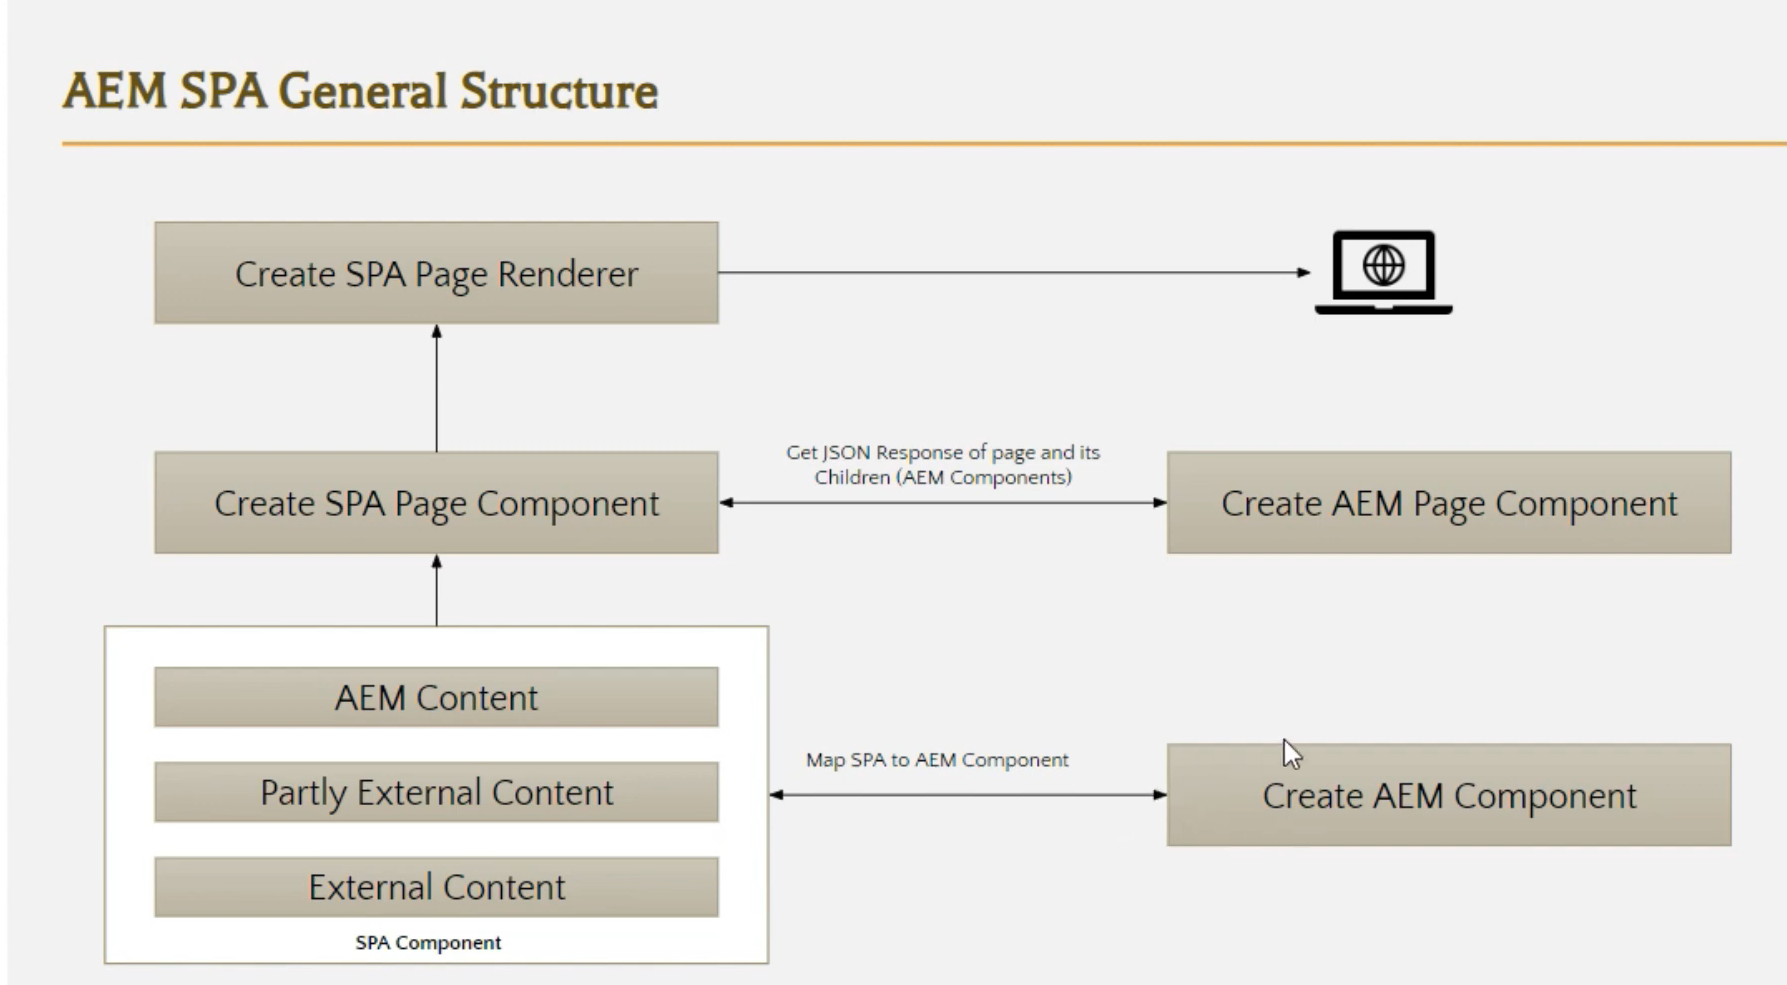 AEM SPA General Structure
Create SPA Page Renderer
Get JSON Response of page and its
Children (AEM Components)
Create SPA Page Component
Create AEM Page Component
AEM Content
Map SPA to AEM Component
Partly External Content
Create AEM Component
External Content
SPA Component